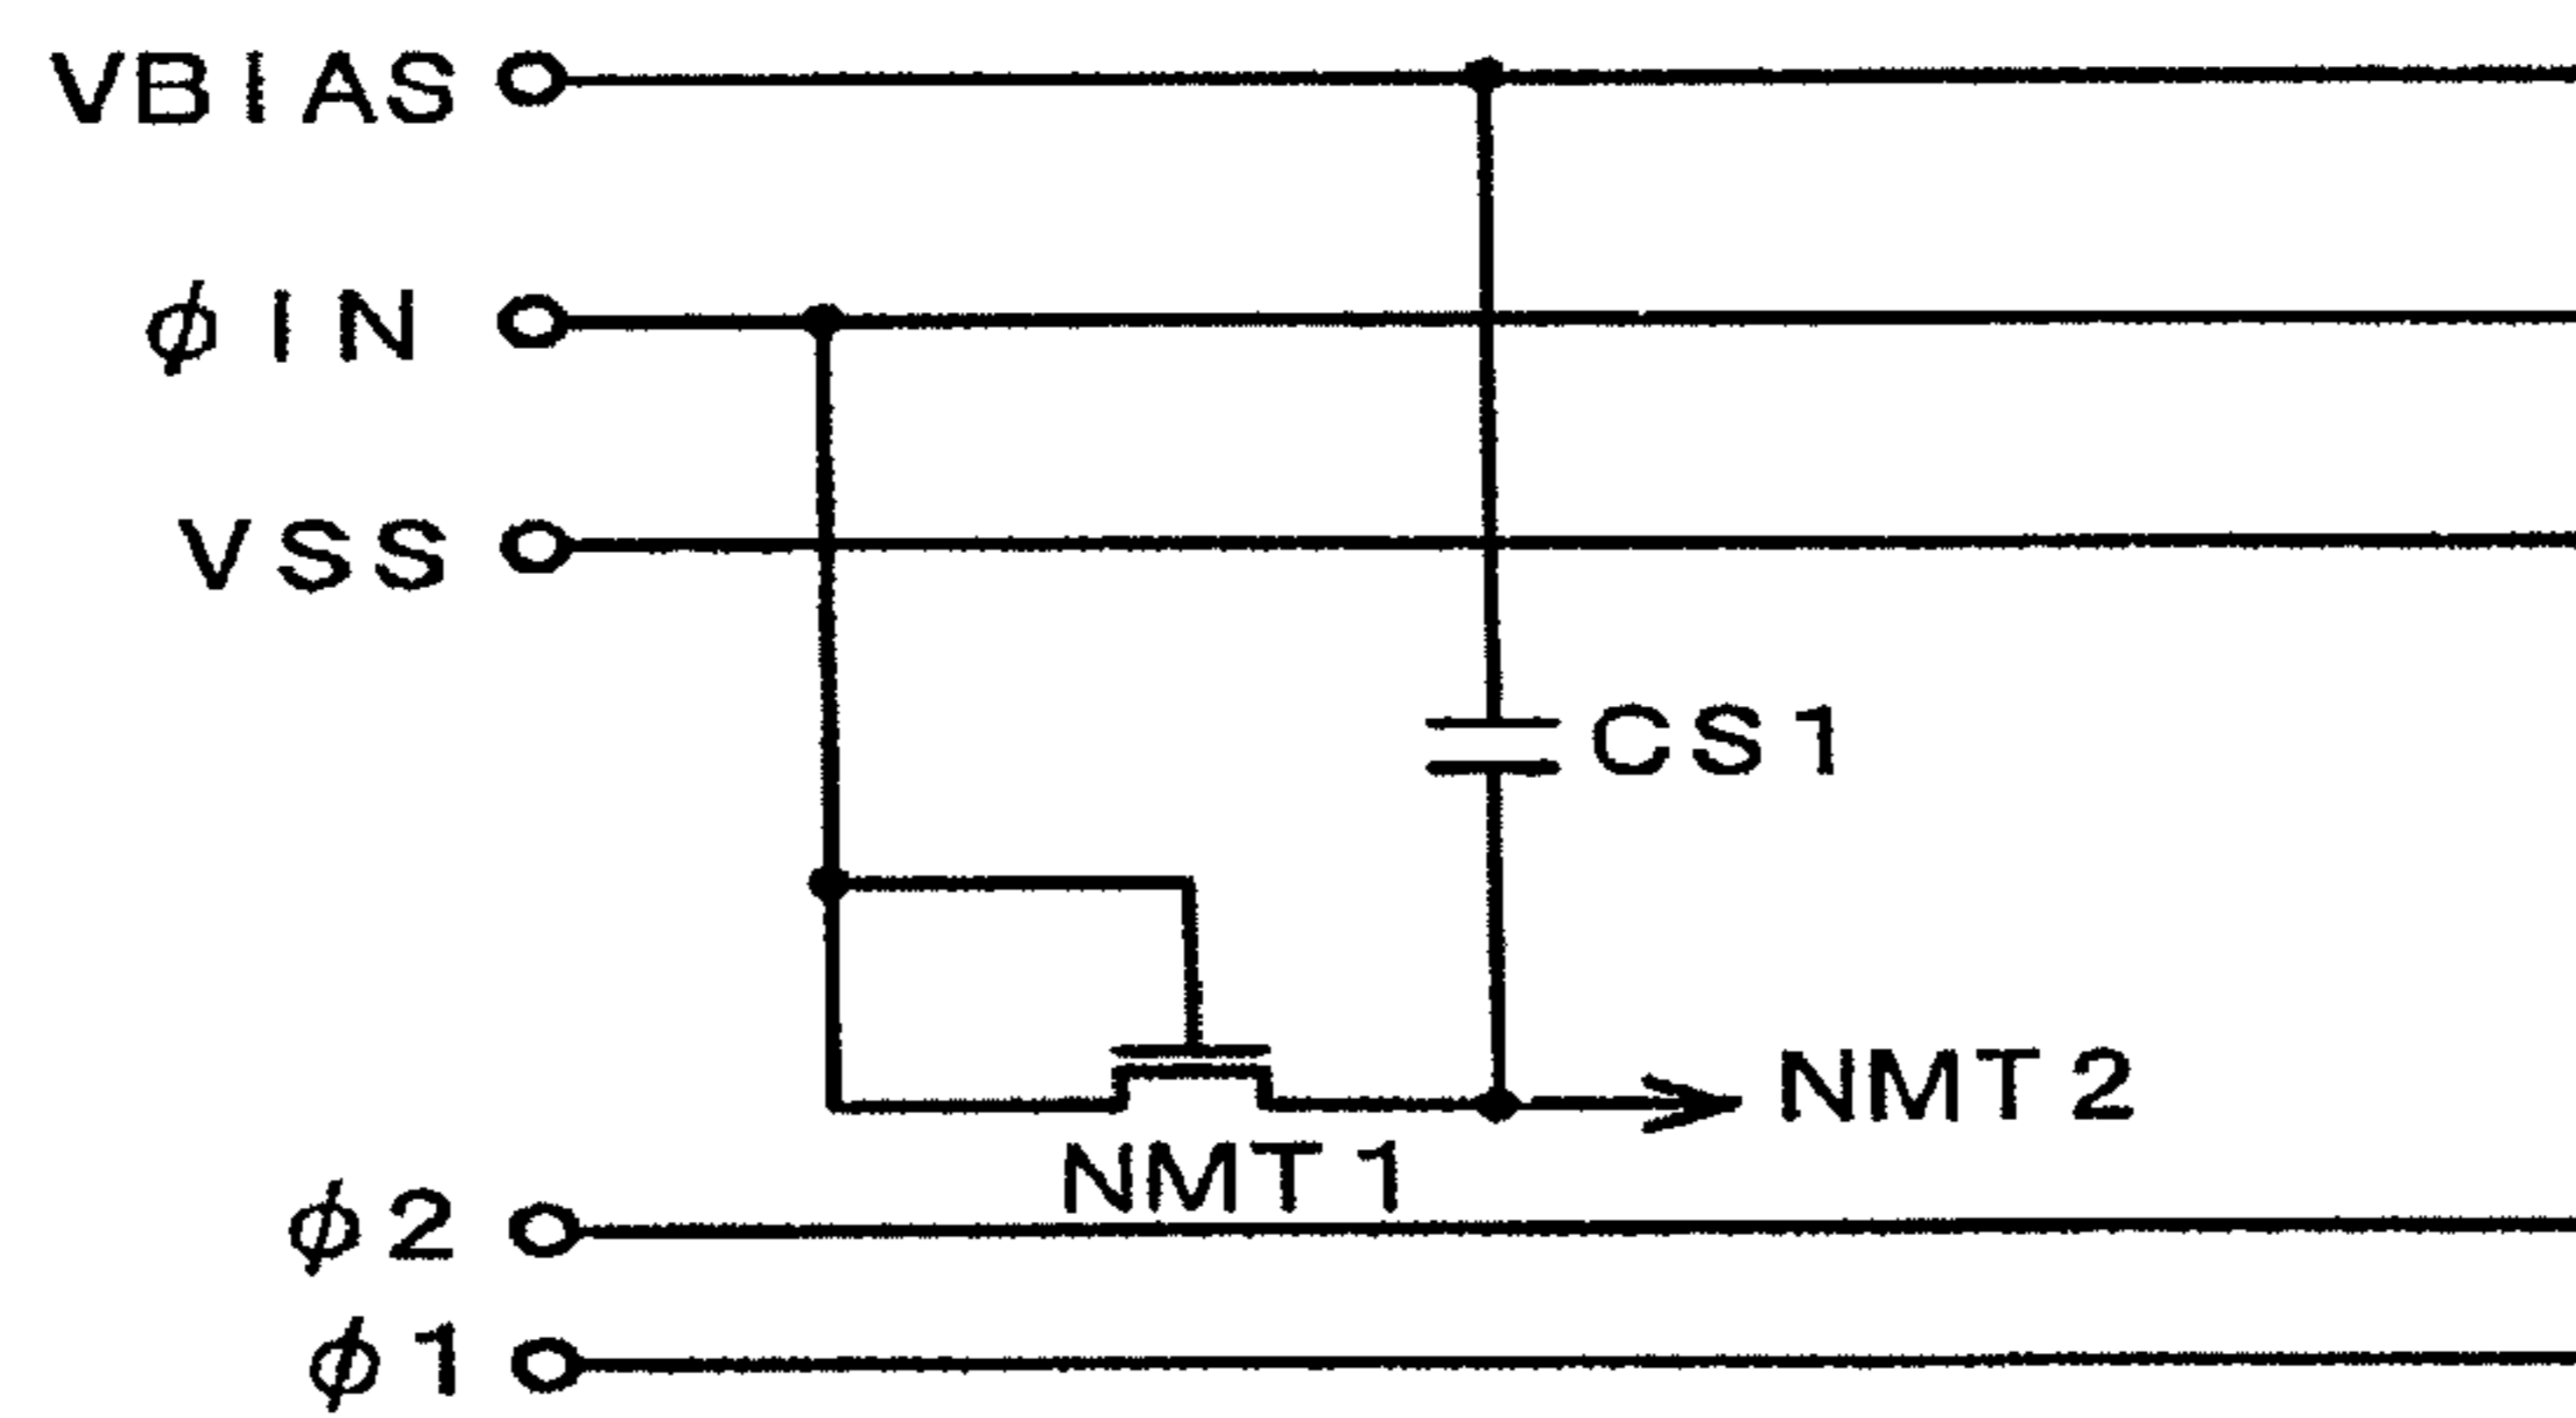 VBIAS
ϕIN
VSS
CS1
NMT2
NMT1
ϕ2
ϕ1